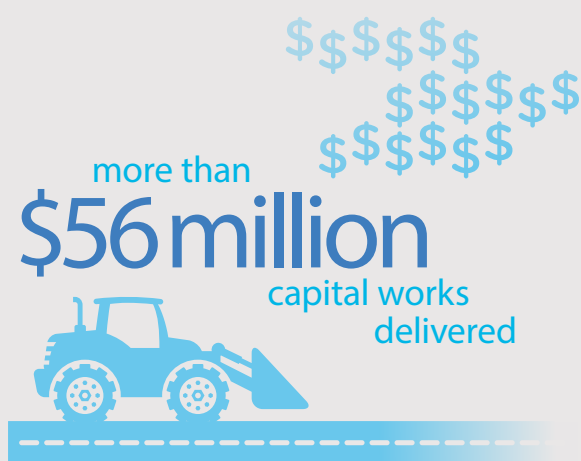 $ $ $ $ $ $
$ $ $ $ $ $
$ $ $ $ $ $
more than
$56 million
capital works
delivered